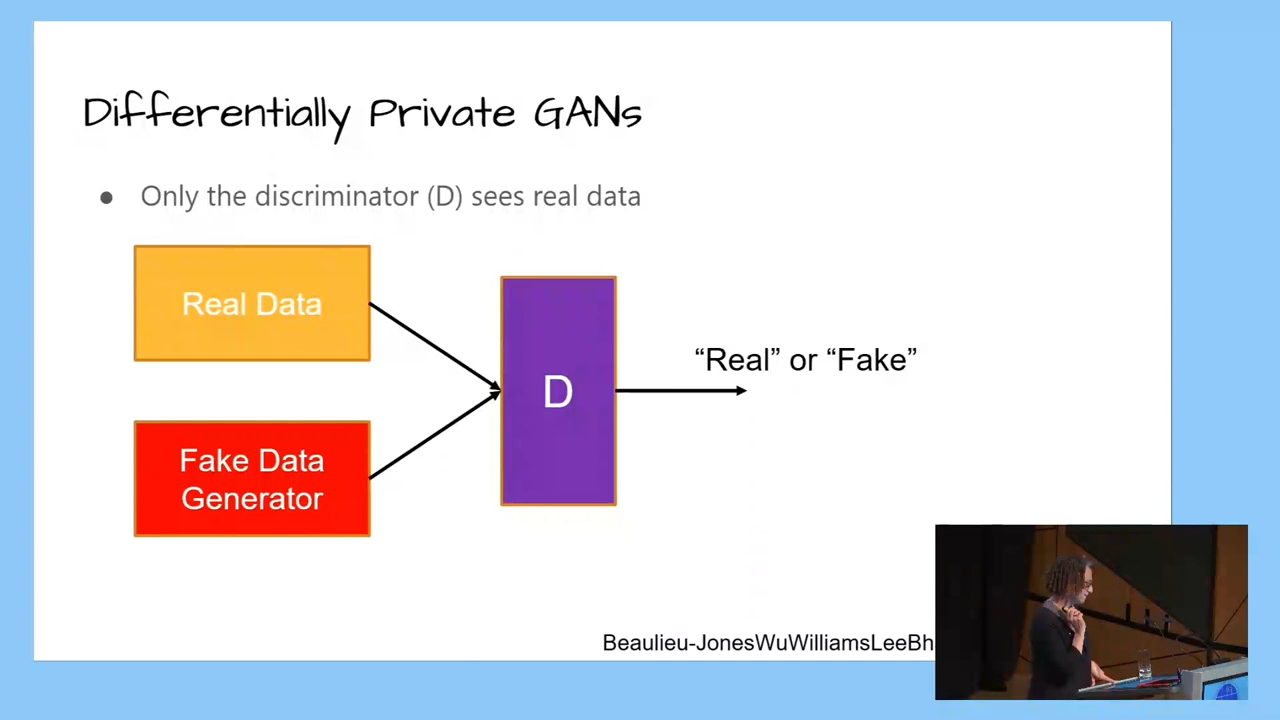 Differentially Private GANs
● Only the discriminator (D) sees real data
Real Data
"Real" or "Fake"
D
Fake Data
Generator
Beaulieu-JonesWuWilliamsLeeBh